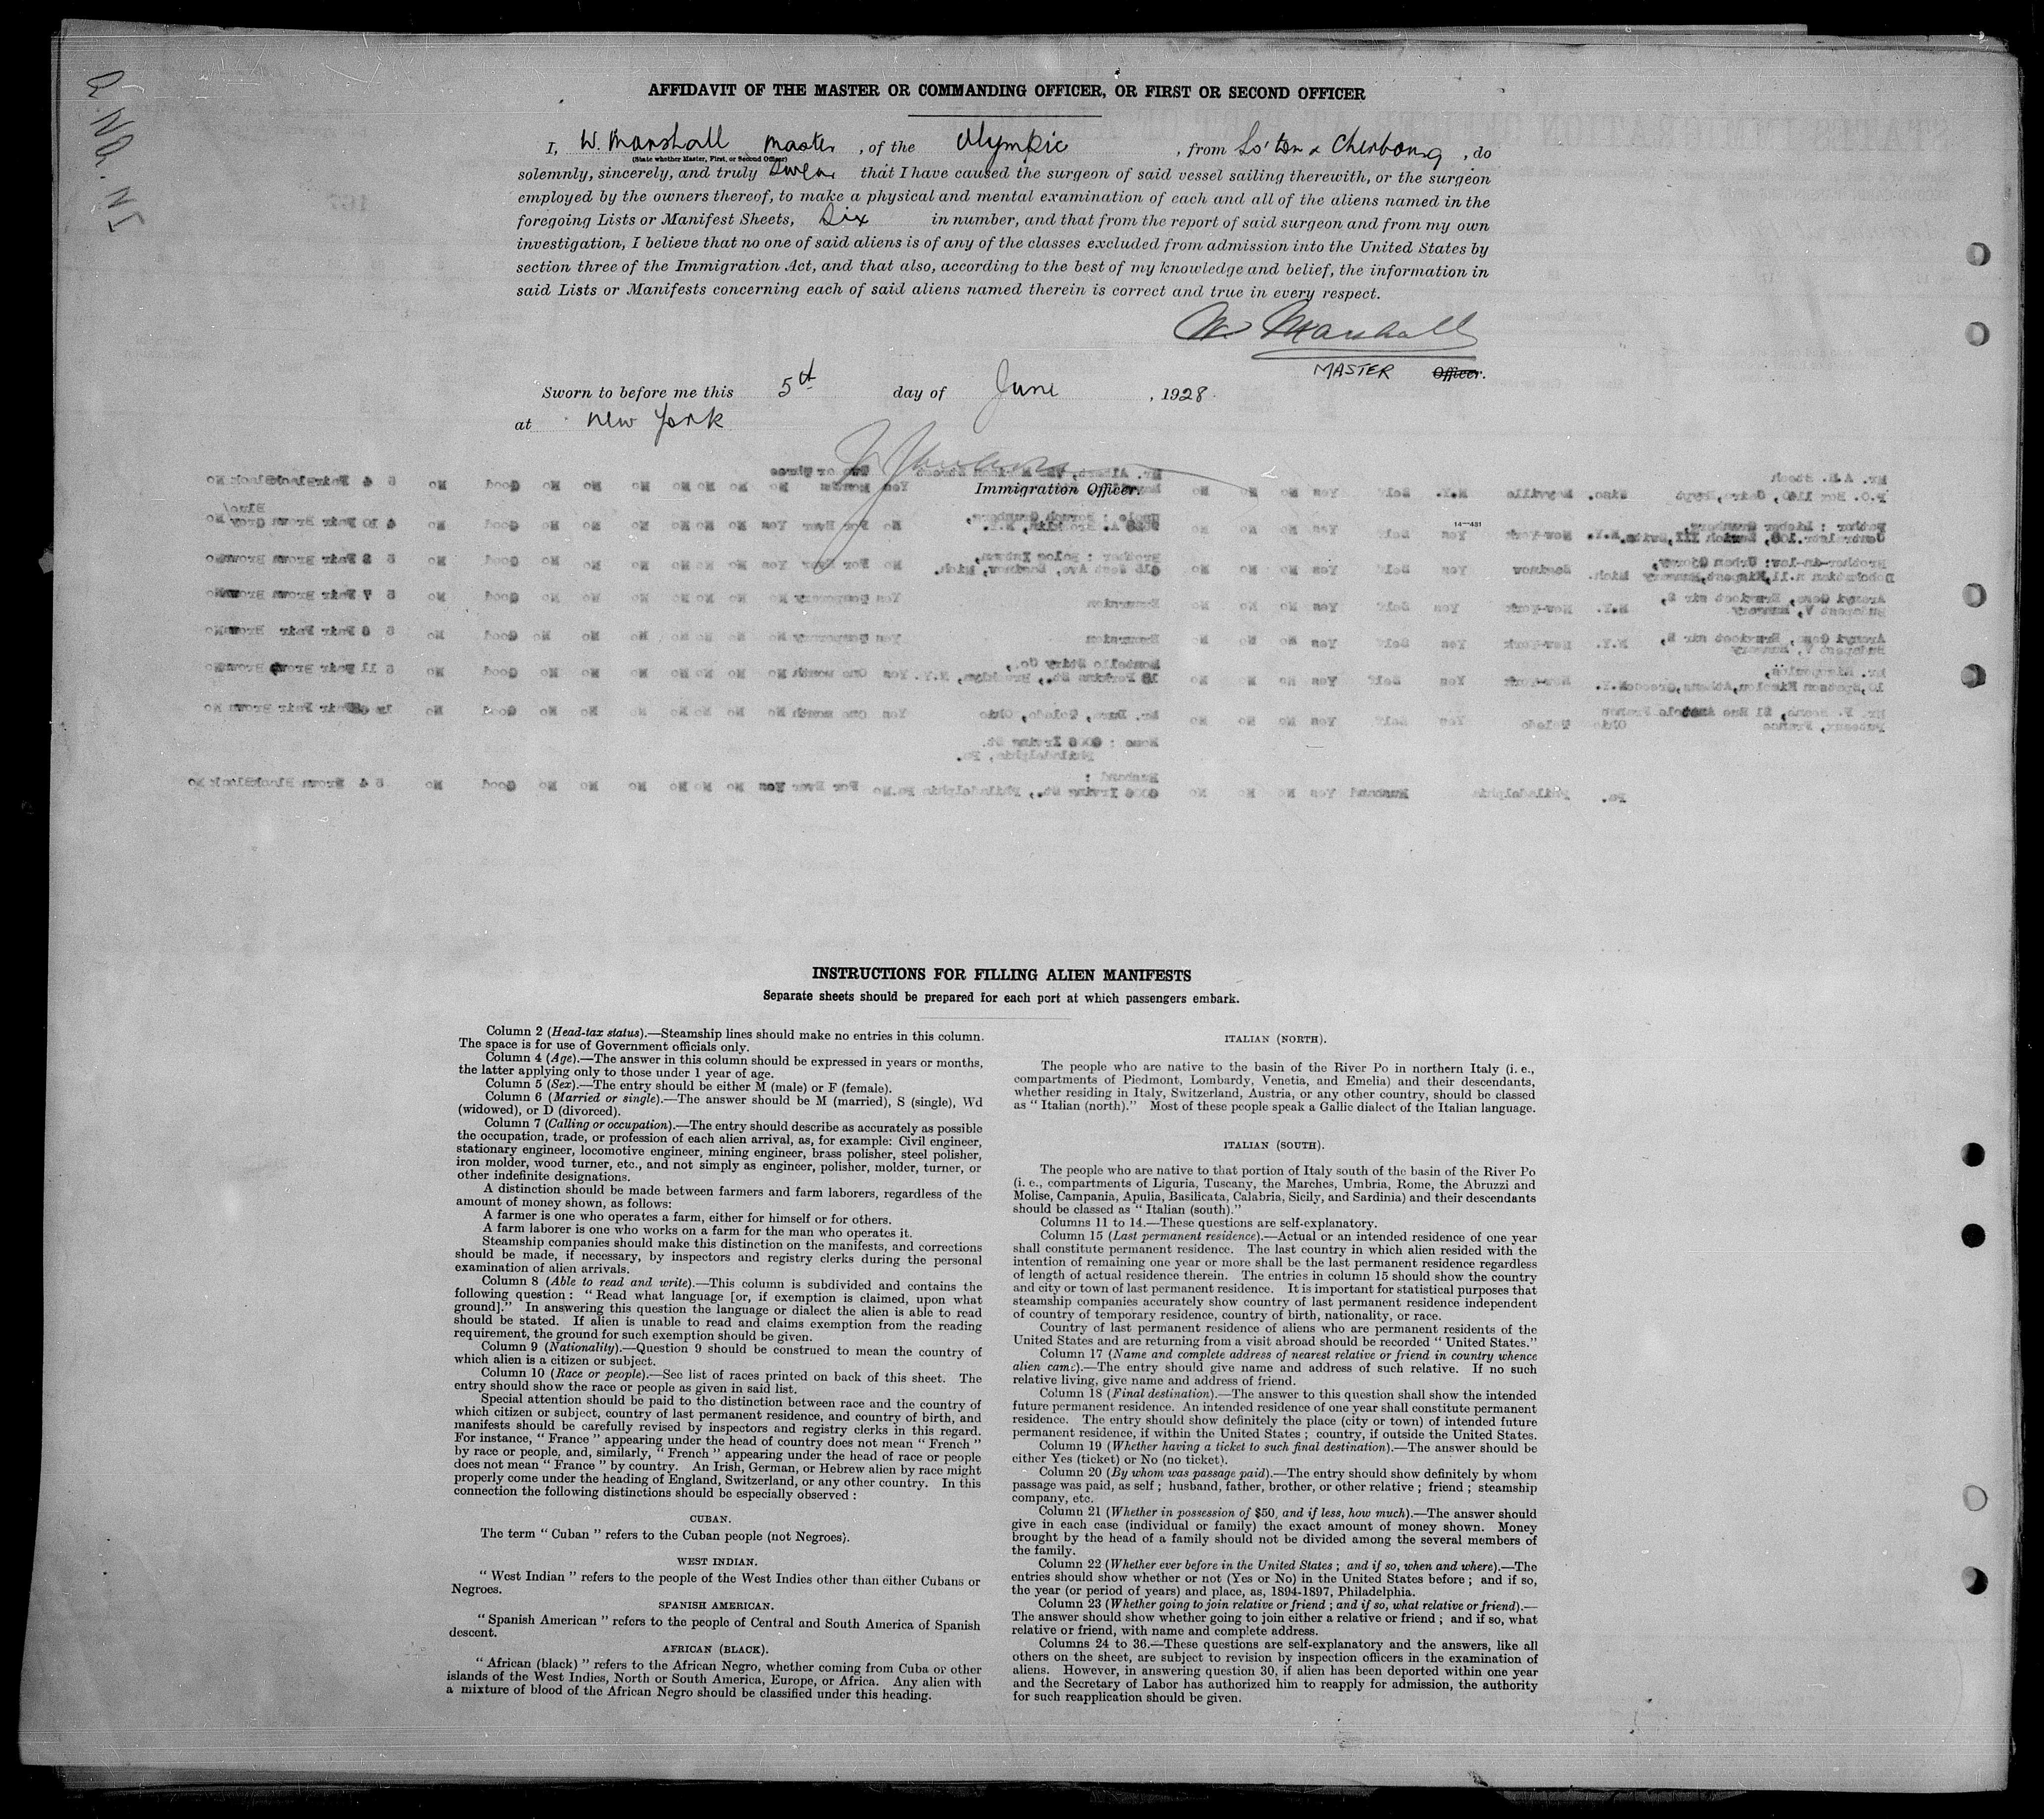 AFFIDAVIT OF THE MASTER OR COMMANDING OFFICER, OR FIRST OR SECOND OFFICER
I, W. Marshall Master, of the Olympic, from So'ton & Cherbourg, do
(State whether Master, First, or Second Officer)
solemnly, sincerely, and truly swear that I have caused the surgeon of said vessel sailing therewith, or the surgeon
employed by the owners thereof, to make a physical and mental examination of each and all of the aliens named in the
foregoing Lists or Manifest Sheets, Six in number, and that from the report of said surgeon and from my own
investigation, I believe that no one of said aliens is of any of the classes excluded from admission into the United States by
section three of the Immigration Act, and that also, according to the best of my knowledge and belief, the information in
said Lists or Manifests concerning each of said aliens named therein is correct and true in every respect.
W. Marshall
MASTER Officer.
Sworn to before me this 5th day of June, 1928.
at New York
Immigration Officer.
14—481
INSTRUCTIONS FOR FILLING ALIEN MANIFESTS
Separate sheets should be prepared for each port at which passengers embark.
Column 2 (Head-tax status).—Steamship lines should make no entries in this column.
The space is for use of Government officials only.
Column 4 (Age).—The answer in this column should be expressed in years or months,
the latter applying only to those under 1 year of age.
Column 5 (Sex).—The entry should be either M (male) or F (female).
Column 6 (Married or single).—The answer should be M (married), S (single), Wd
(widowed), or D (divorced).
Column 7 (Calling or occupation).—The entry should describe as accurately as possible
the occupation, trade, or profession of each alien arrival, as, for example: Civil engineer,
stationary engineer, locomotive engineer, mining engineer, brass polisher, steel polisher,
iron molder, wood turner, etc., and not simply as engineer, polisher, molder, turner, or
other indefinite designations.
A distinction should be made between farmers and farm laborers, regardless of the
amount of money shown, as follows:
A farmer is one who operates a farm, either for himself or for others.
A farm laborer is one who works on a farm for the man who operates it.
Steamship companies should make this distinction on the manifests, and corrections
should be made, if necessary, by inspectors and registry clerks during the personal
examination of alien arrivals.
Column 8 (Able to read and write).—This column is subdivided and contains the
following question: "Read what language [or, if exemption is claimed, upon what
ground]." In answering this question the language or dialect the alien is able to read
should be stated. If alien is unable to read and claims exemption from the reading
requirement, the ground for such exemption should be given.
Column 9 (Nationality).—Question 9 should be construed to mean the country of
which alien is a citizen or subject.
Column 10 (Race or people).—See list of races printed on back of this sheet. The
entry should show the race or people as given in said list.
Special attention should be paid to the distinction between race and the country of
which citizen or subject, country of last permanent residence, and country of birth, and
manifests should be carefully revised by inspectors and registry clerks in this regard.
For instance, "France" appearing under the head of country does not mean "French"
by race or people, and, similarly, "French" appearing under the head of race or people
does not mean "France" by country. An Irish, German, or Hebrew alien by race might
properly come under the heading of England, Switzerland, or any other country. In this
connection the following distinctions should be especially observed:
CUBAN.
The term "Cuban" refers to the Cuban people (not Negroes).
WEST INDIAN.
"West Indian" refers to the people of the West Indies other than either Cubans or
Negroes.
SPANISH AMERICAN.
"Spanish American" refers to the people of Central and South America of Spanish
descent.
AFRICAN (BLACK).
"African (black)" refers to the African Negro, whether coming from Cuba or other
islands of the West Indies, North or South America, Europe, or Africa. Any alien with
a mixture of blood of the African Negro should be classified under this heading.
ITALIAN (NORTH).
The people who are native to the basin of the River Po in northern Italy (i. e.,
compartments of Piedmont, Lombardy, Venetia, and Emelia) and their descendants,
whether residing in Italy, Switzerland, Austria, or any other country, should be classed
as "Italian (north)." Most of these people speak a Gallic dialect of the Italian language.
ITALIAN (SOUTH).
The people who are native to that portion of Italy south of the basin of the River Po
(i. e., compartments of Liguria, Tuscany, the Marches, Umbria, Rome, the Abruzzi and
Molise, Campania, Apulia, Basilicata, Calabria, Sicily, and Sardinia) and their descendants
should be classed as "Italian (south)."
Columns 11 to 14.—These questions are self-explanatory.
Column 15 (Last permanent residence).—Actual or an intended residence of one year
shall constitute permanent residence. The last country in which alien resided with the
intention of remaining one year or more shall be the last permanent residence regardless
of length of actual residence therein. The entries in column 15 should show the country
and city or town of last permanent residence. It is important for statistical purposes that
steamship companies accurately show country of last permanent residence independent
of country of temporary residence, country of birth, nationality, or race.
Country of last permanent residence of aliens who are permanent residents of the
United States and are returning from a visit abroad should be recorded "United States."
Column 17 (Name and complete address of nearest relative or friend in country whence
alien came).—The entry should give name and address of such relative. If no such
relative living, give name and address of friend.
Column 18 (Final destination).—The answer to this question shall show the intended
future permanent residence. An intended residence of one year shall constitute permanent
residence. The entry should show definitely the place (city or town) of intended future
permanent residence, if within the United States; country, if outside the United States.
Column 19 (Whether having a ticket to such final destination).—The answer should be
either Yes (ticket) or No (no ticket).
Column 20 (By whom was passage paid).—The entry should show definitely by whom
passage was paid, as self; husband, father, brother, or other relative; friend; steamship
company, etc.
Column 21 (Whether in possession of $50, and if less, how much).—The answer should
give in each case (individual or family) the exact amount of money shown. Money
brought by the head of a family should not be divided among the several members of
the family.
Column 22 (Whether ever before in the United States; and if so, when and where).—The
entries should show whether or not (Yes or No) in the United States before; and if so,
the year (or period of years) and place, as, 1894-1897, Philadelphia.
Column 23 (Whether going to join relative or friend; and if so, what relative or friend).—
The answer should show whether going to join either a relative or friend; and if so, what
relative or friend, with name and complete address.
Columns 24 to 36.—These questions are self-explanatory and the answers, like all
others on the sheet, are subject to revision by inspection officers in the examination of
aliens. However, in answering question 30, if alien has been deported within one year
and the Secretary of Labor has authorized him to reapply for admission, the authority
for such reapplication should be given.